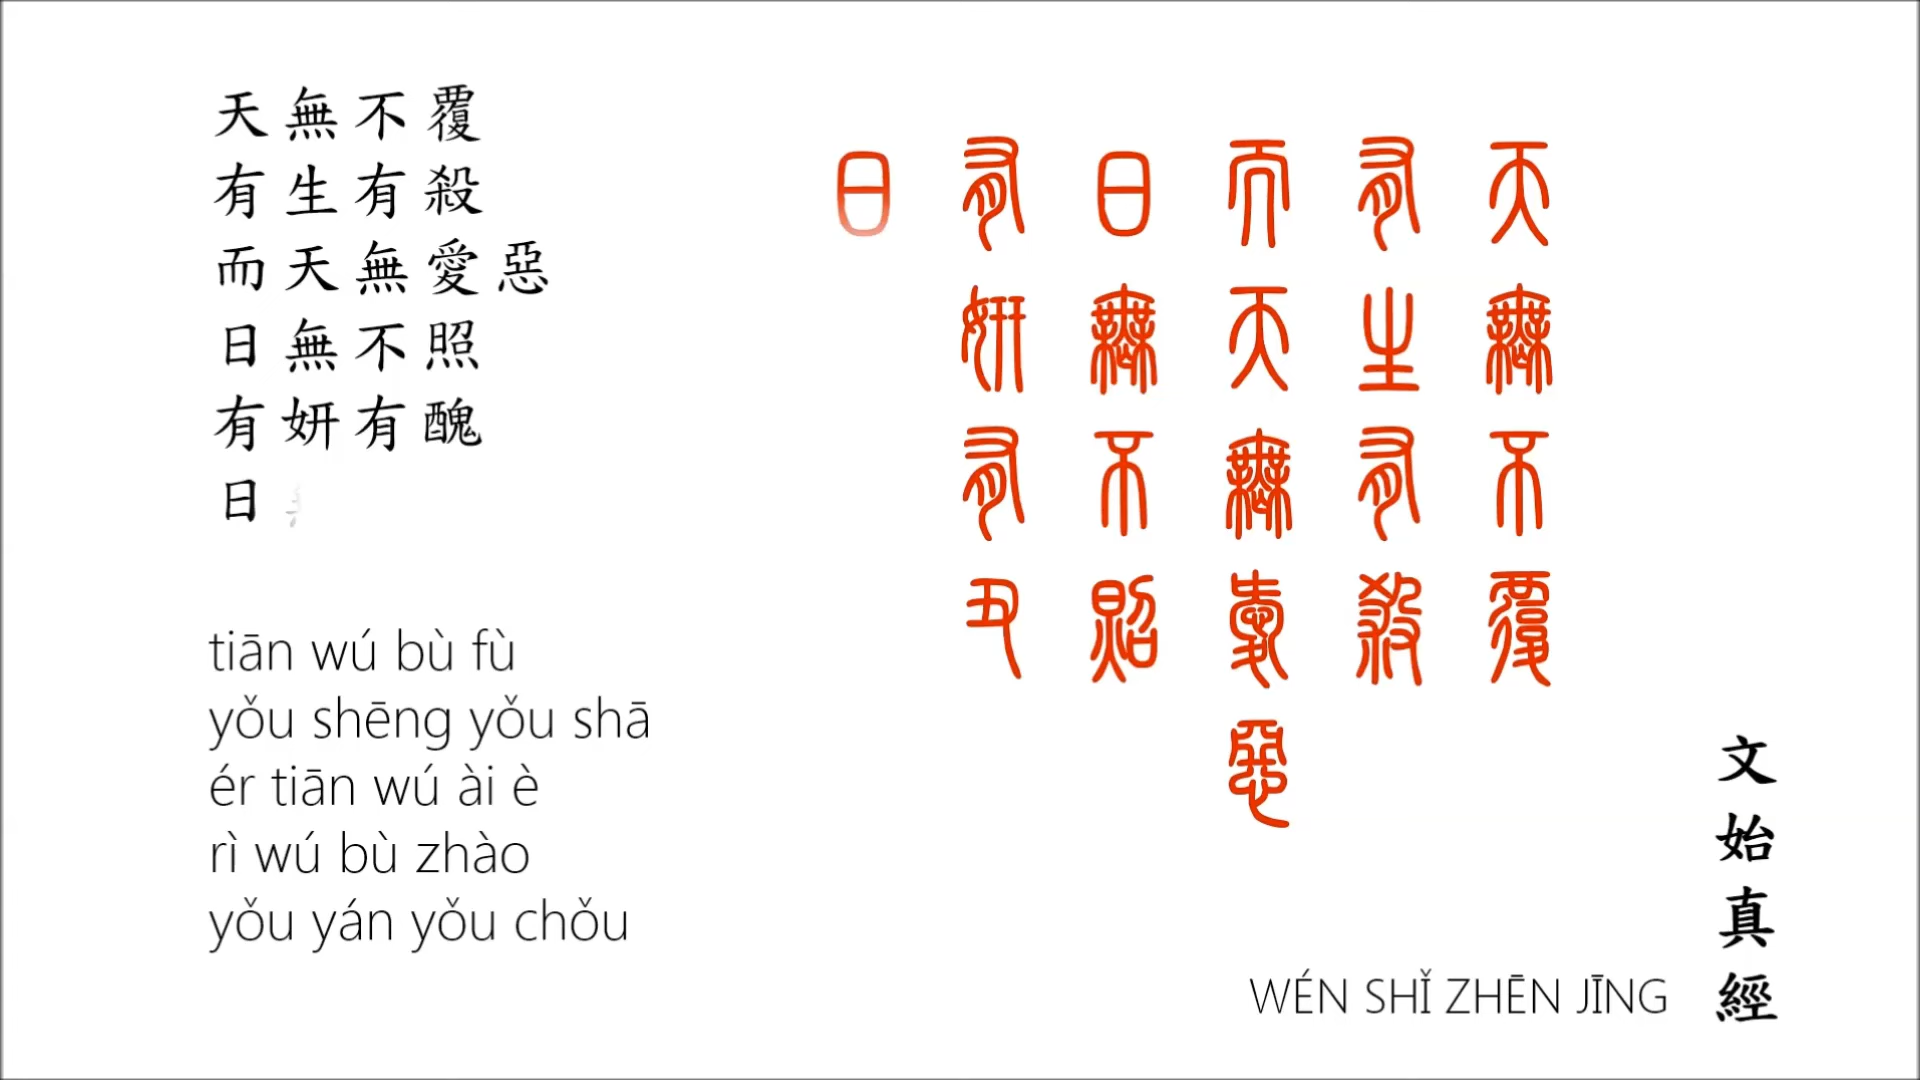 天無不覆
有生有殺
而天無愛惡
日無不照
有妍有醜
日
tiān wú bù fù
yǒu shēng yǒu shā
ér tiān wú ài è
rì wú bù zhào
yǒu yán yǒu chǒu
天無不覆
有生有殺
而天無愛惡
日無不照
有妍有丑
日
文始真經
WÉN SHǏ ZHĒN JĪNG